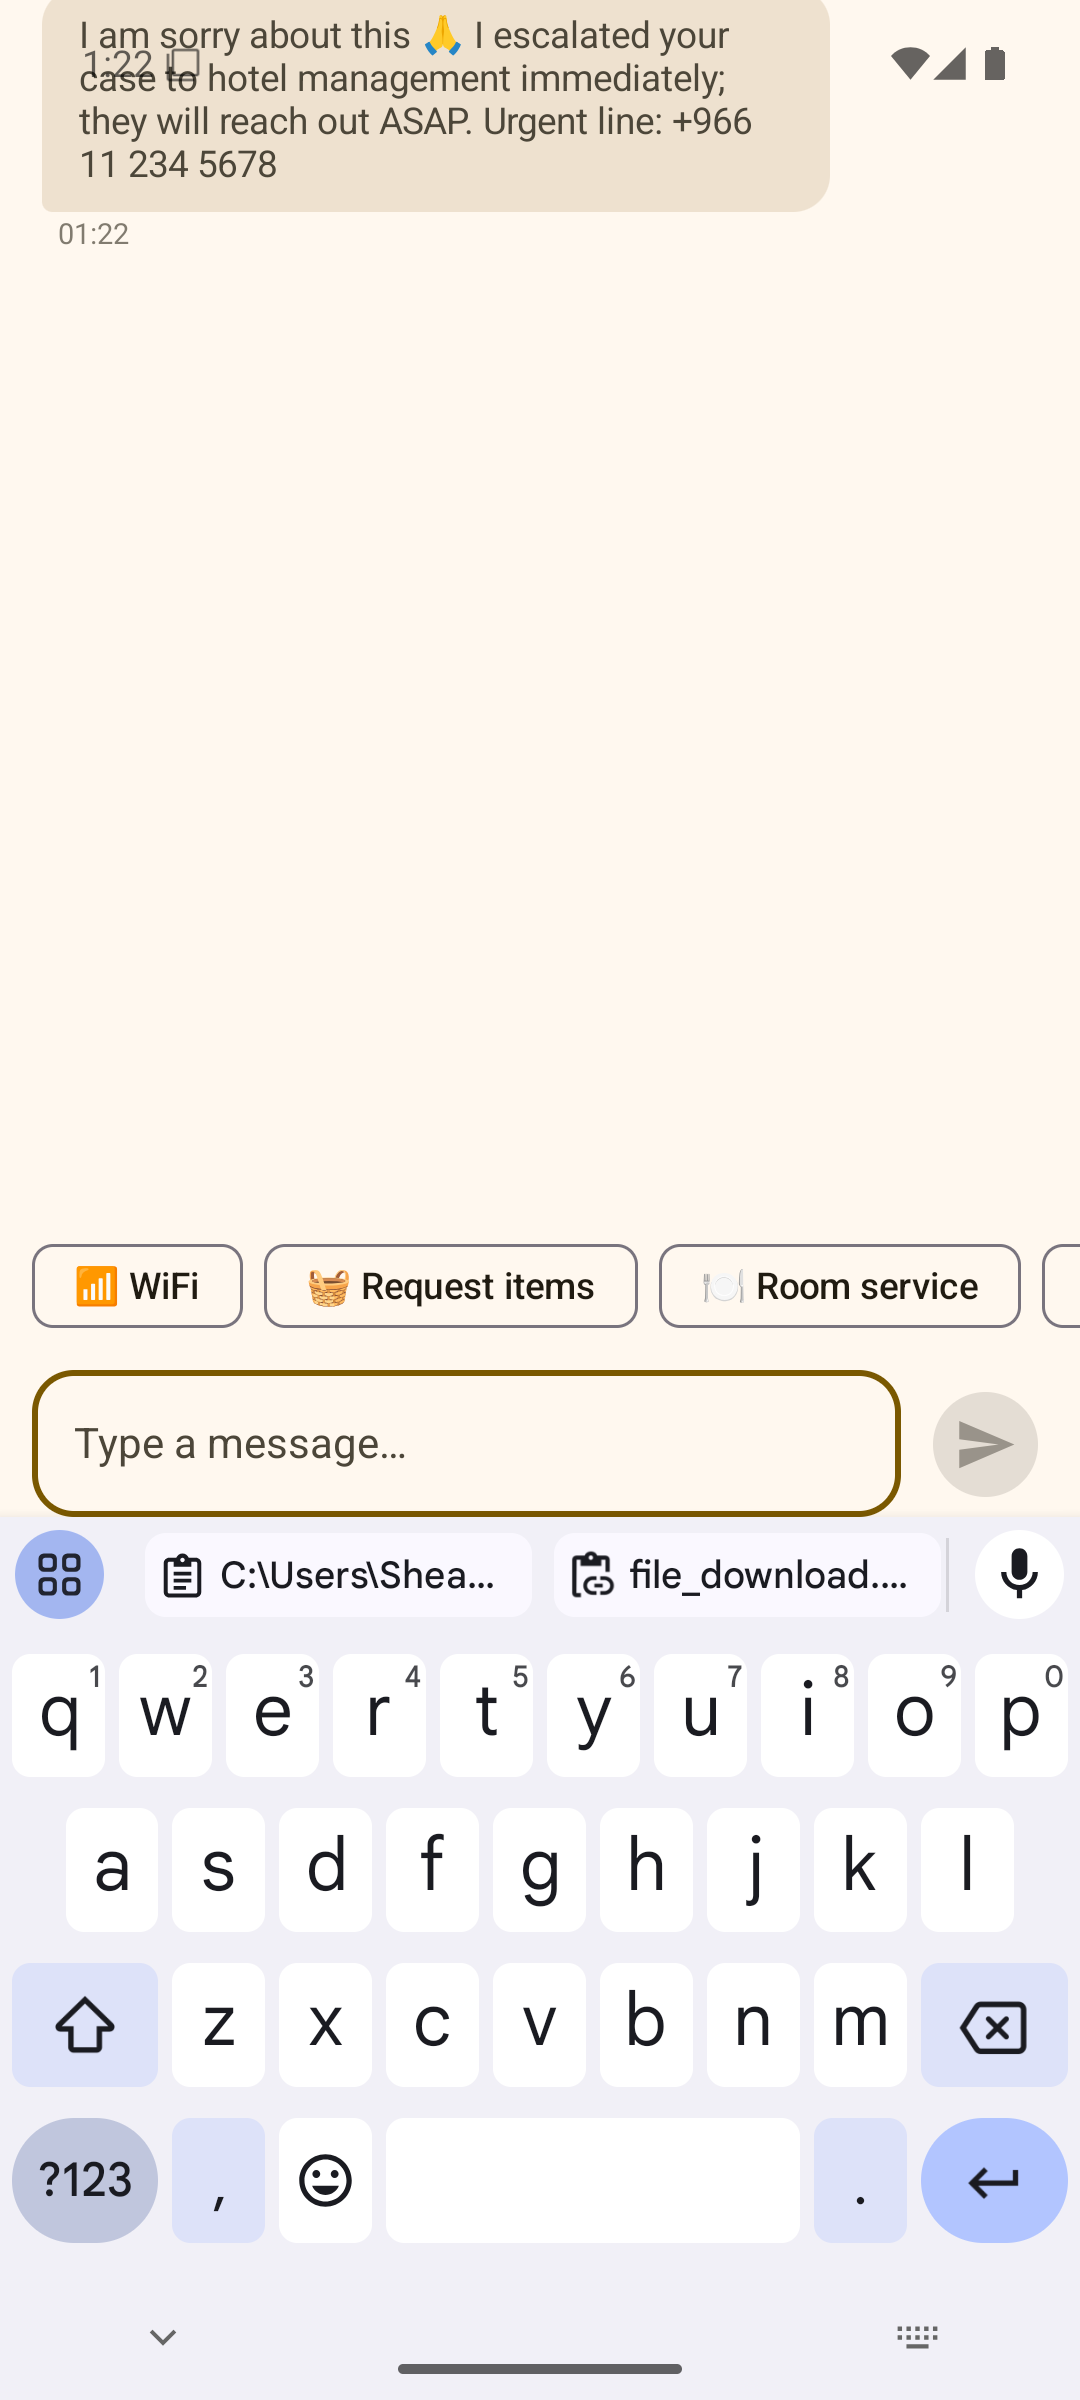 I am sorry about this 🙏 I escalated your
1:22
case to hotel management immediately;
they will reach out ASAP. Urgent line: +966
11 234 5678
01:22
📶 WiFi
🧺 Request items
🍽️ Room service
Type a message...
C:\Users\Shea...
file_download....
q 1 w 2 e 3 r 4 t 5 y 6 u 7 i 8 o 9 p 0
a s d f g h j k l
z x c v b n m
?123 , .